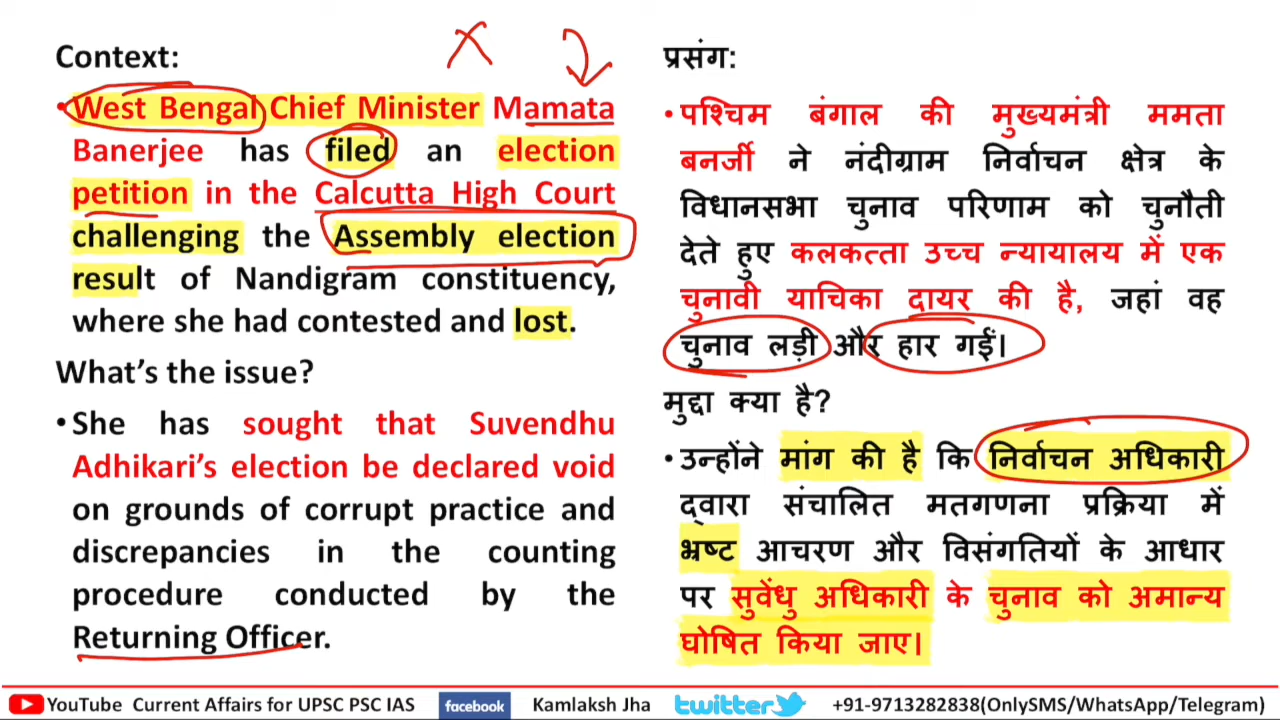 Context:
• West Bengal Chief Minister Mamata
Banerjee has filed an election
petition in the Calcutta High Court
challenging the Assembly election
result of Nandigram constituency,
where she had contested and lost.
What's the issue?
• She has sought that Suvendhu
Adhikari's election be declared void
on grounds of corrupt practice and
discrepancies in the counting
procedure conducted by the
Returning Officer.
प्रसंग:
• पश्चिम बंगाल की मुख्यमंत्री ममता
बनर्जी ने नंदीग्राम निर्वाचन क्षेत्र के
विधानसभा चुनाव परिणाम को चुनौती
देते हुए कलकत्ता उच्च न्यायालय में एक
चुनावी याचिका दायर की है, जहां वह
चुनाव लड़ी और हार गईं।
मुद्दा क्या है?
• उन्होंने मांग की है कि निर्वाचन अधिकारी
द्वारा संचालित मतगणना प्रक्रिया में
भ्रष्ट आचरण और विसंगतियों के आधार
पर सुवेंधु अधिकारी के चुनाव को अमान्य
घोषित किया जाए।
YouTube Current Affairs for UPSC PSC IAS facebook Kamlaksh Jha twitter +91-9713282838(OnlySMS/WhatsApp/Telegram)